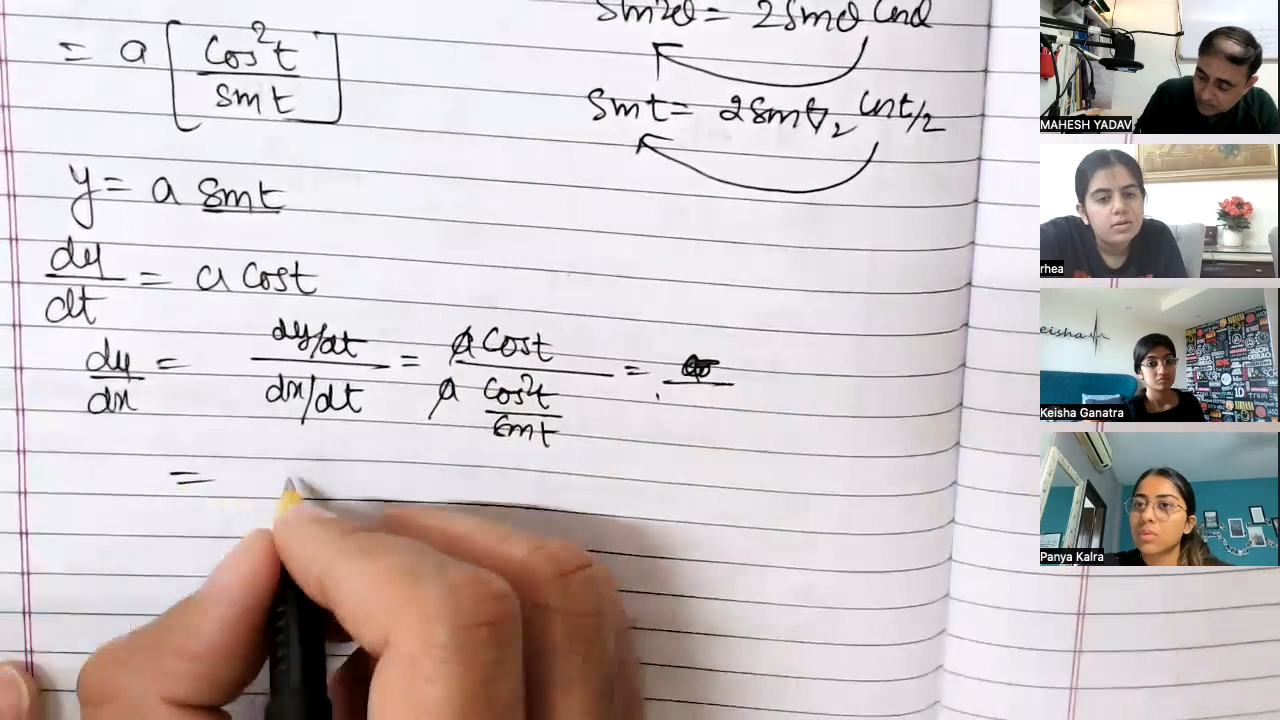 sin2θ = 2 sinθ cosθ
= a [ cos²t / sin t ]
sin t = 2 sin t/2 cos t/2
y = a sin t
dy/dt = a cos t
dy/dx = dy/dt / dx/dt = a cos t / a cos²t / sin t =
=
MAHESH YADAV
rhea
Keisha Ganatra
Panya Kalra
eisha